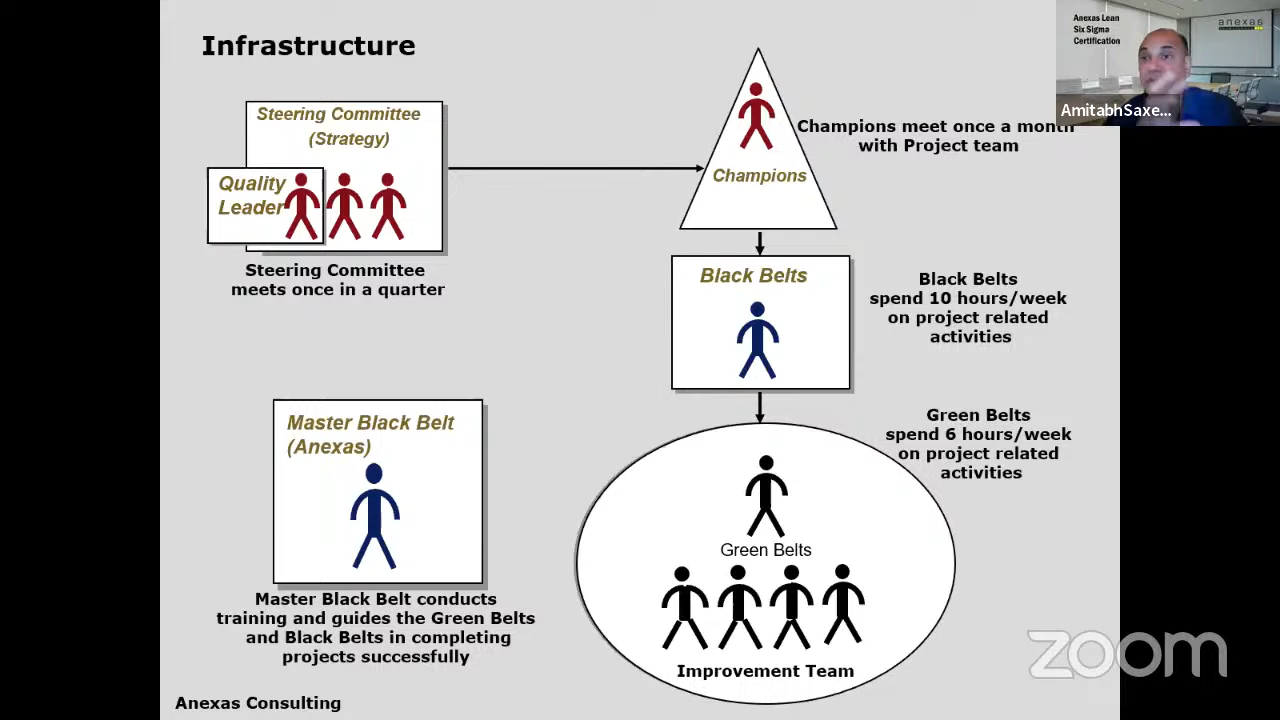 Infrastructure
Steering Committee
(Strategy)
Quality
Leader
Steering Committee
meets once in a quarter
Champions
Champions meet once a month
with Project team
Black Belts
Black Belts
spend 10 hours/week
on project related
activities
Master Black Belt
(Anexas)
Master Black Belt conducts
training and guides the Green Belts
and Black Belts in completing
projects successfully
Green Belts
spend 6 hours/week
on project related
activities
Green Belts
Improvement Team
Anexas Consulting
Anexas Lean
Six Sigma
Certification
anexas
AmitabhSaxe...
zoom